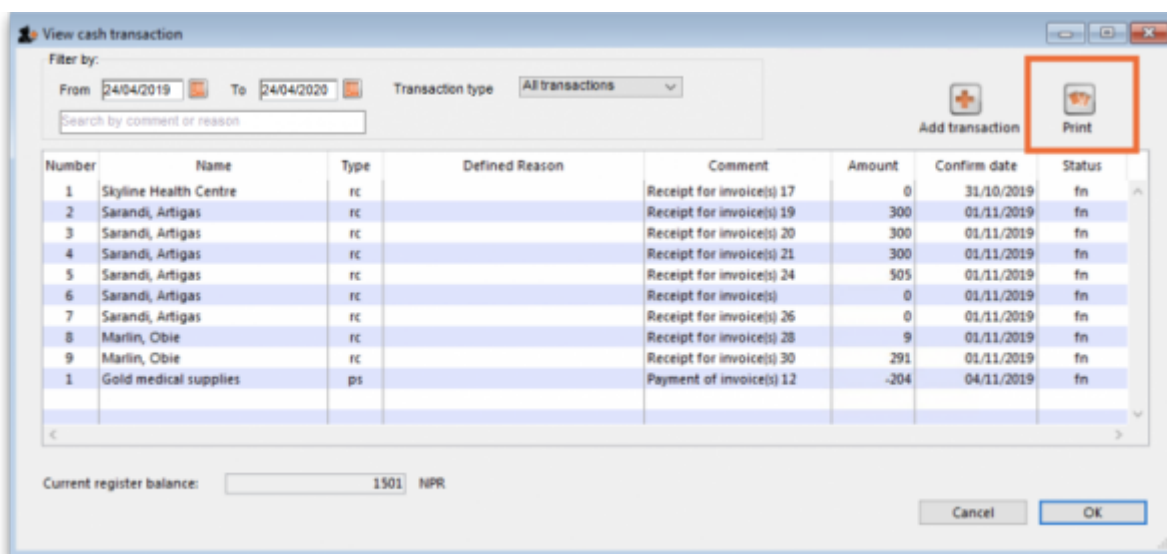 View cash transaction
Filter by:
From 24/04/2019 To 24/04/2020 Transaction type All transactions
Search by comment or reason
Add transaction Print
Number Name Type Defined Reason Comment Amount Confirm date Status
1 Skyline Health Centre rc Receipt for invoice(s) 17 0 31/10/2019 fn
2 Sarandi, Artigas rc Receipt for invoice(s) 19 300 01/11/2019 fn
3 Sarandi, Artigas rc Receipt for invoice(s) 20 300 01/11/2019 fn
4 Sarandi, Artigas rc Receipt for invoice(s) 21 300 01/11/2019 fn
5 Sarandi, Artigas rc Receipt for invoice(s) 24 505 01/11/2019 fn
6 Sarandi, Artigas rc Receipt for invoice(s) 0 01/11/2019 fn
7 Sarandi, Artigas rc Receipt for invoice(s) 26 0 01/11/2019 fn
8 Marlin, Obie rc Receipt for invoice(s) 28 9 01/11/2019 fn
9 Marlin, Obie rc Receipt for invoice(s) 30 291 01/11/2019 fn
1 Gold medical supplies ps Payment of invoice(s) 12 -204 04/11/2019 fn
Current register balance: 1501 NPR
Cancel OK